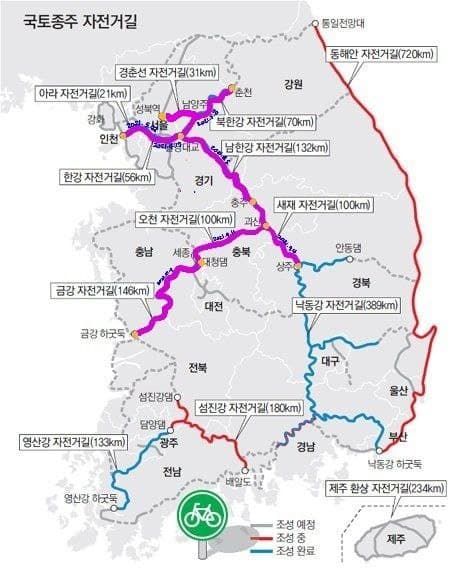 국토종주 자전거길
통일전망대
동해안 자전거길(720km)
경춘선 자전거길(31km)
강원
아라 자전거길(21km)
성북역
남양주
춘천
강화
서울
북한강 자전거길(70km)
인천
남한강 자전거길(132km)
한강 자전거길(56km)
경기
충주
새재 자전거길(100km)
오천 자전거길(100km)
괴산
충남
세종
충북
안동댐
대청댐
상주
경북
금강 자전거길(146km)
대전
낙동강 자전거길(389km)
금강 하굿둑
대구
전북
울산
섬진강댐
섬진강 자전거길(180km)
담양댐
부산
영산강 자전거길(133km)
광주
경남
낙동강 하굿둑
전남
배알도
제주 환상 자전거길(234km)
영산강 하굿둑
조성 예정
조성 중
조성 완료
제주